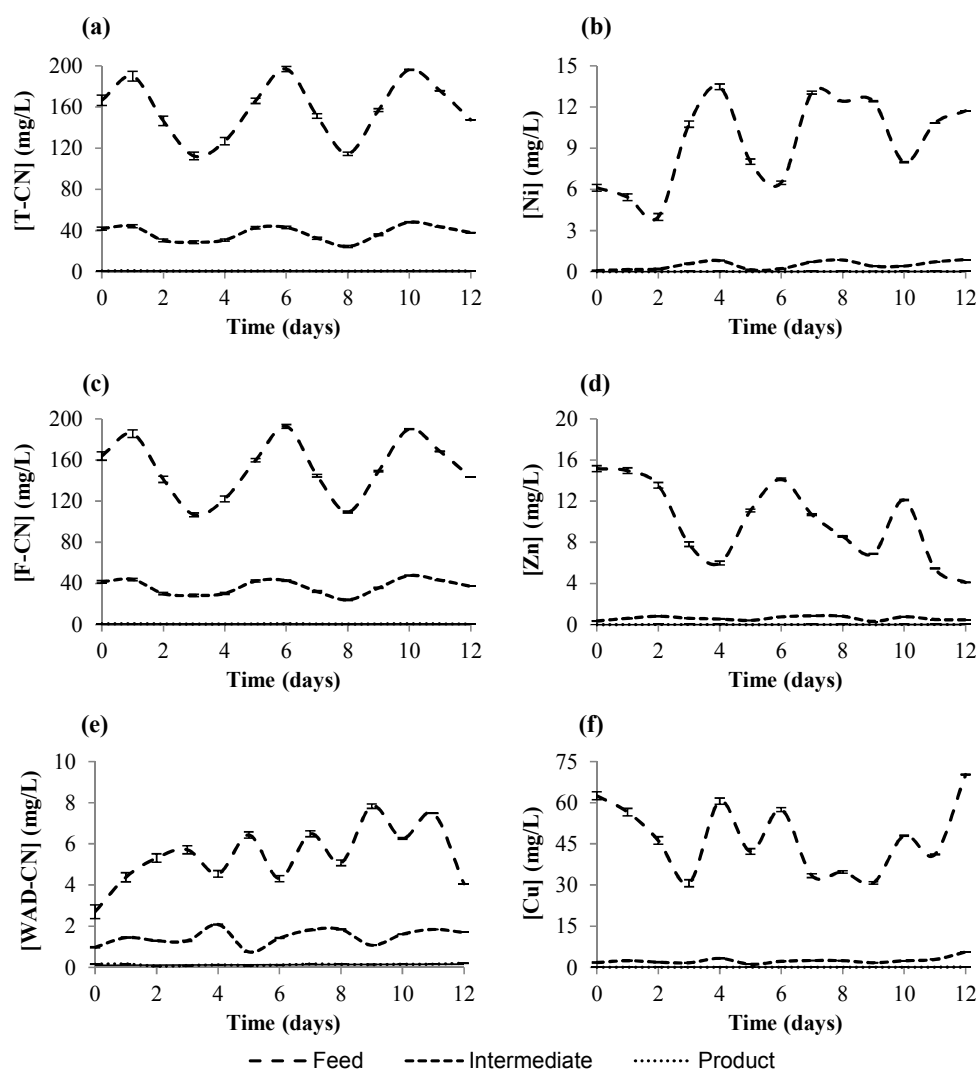 (a)
[T-CN] (mg/L)
200
160
120
80
40
0
0 2 4 6 8 10 12
Time (days)
(b)
[Ni] (mg/L)
15
12
9
6
3
0
0 2 4 6 8 10 12
Time (days)
(c)
[F-CN] (mg/L)
200
160
120
80
40
0
0 2 4 6 8 10 12
Time (days)
(d)
[Zn] (mg/L)
20
16
12
8
4
0
0 2 4 6 8 10 12
Time (days)
(e)
[WAD-CN] (mg/L)
10
8
6
4
2
0
0 2 4 6 8 10 12
Time (days)
(f)
[Cu] (mg/L)
75
60
45
30
15
0
0 2 4 6 8 10 12
Time (days)
Feed Intermediate Product